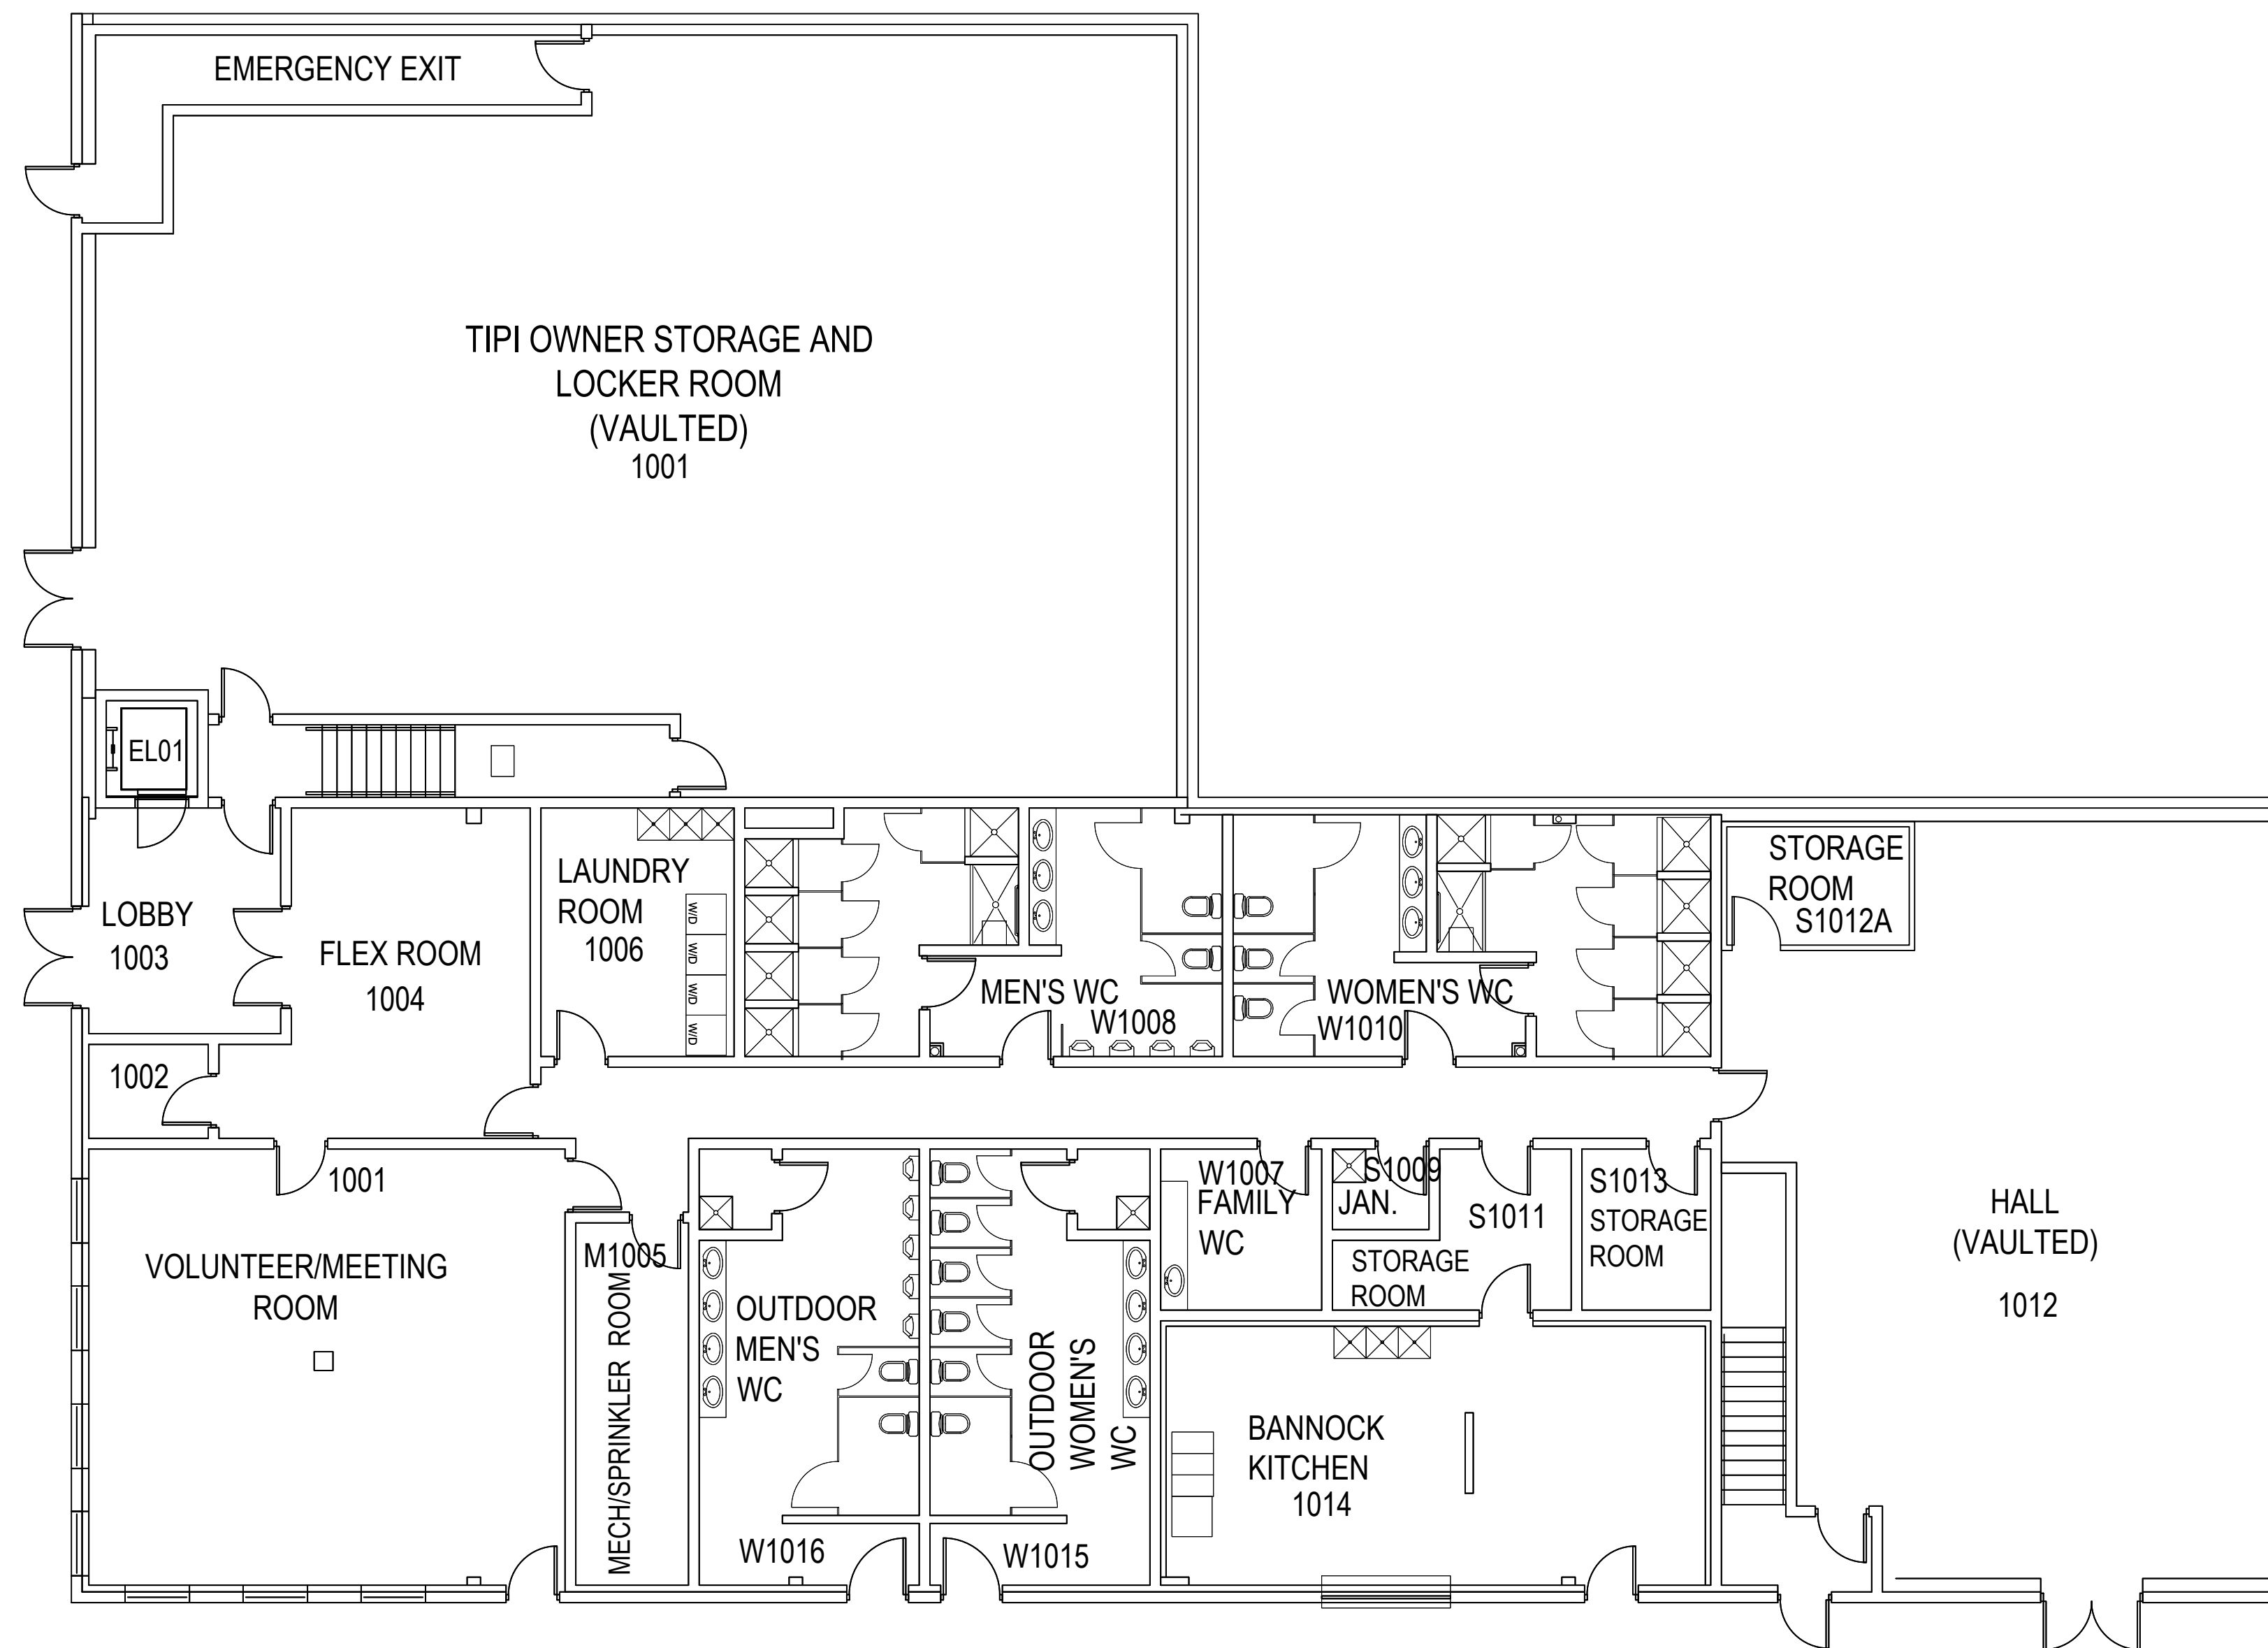 EMERGENCY EXIT
TIPI OWNER STORAGE AND
LOCKER ROOM
(VAULTED)
1001
EL01
LOBBY
1003
FLEX ROOM
1004
LAUNDRY
ROOM
1006
W/D
W/D
W/D
W/D
MEN'S WC
W1008
WOMEN'S WC
W1010
STORAGE
ROOM
S1012A
1002
1001
VOLUNTEER/MEETING
ROOM
M1005
MECH/SPRINKLER ROOM
OUTDOOR
MEN'S
WC
W1016
OUTDOOR
WOMEN'S
WC
W1015
W1007
FAMILY
WC
S1009
JAN.
S1011
STORAGE
ROOM
S1013
STORAGE
ROOM
BANNOCK
KITCHEN
1014
HALL
(VAULTED)
1012